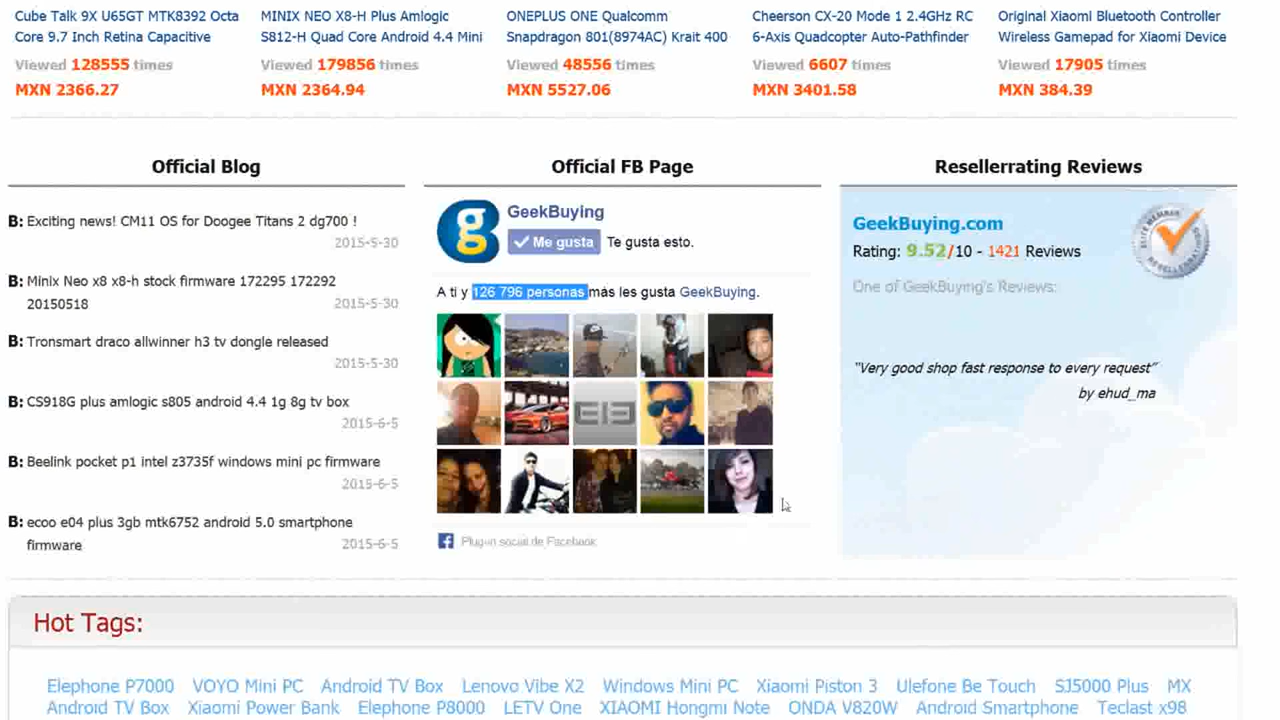 Cube Talk 9X U65GT MTK8392 Octa
Core 9.7 Inch Retina Capacitive
Viewed 128555 times
MXN 2366.27
MINIX NEO X8-H Plus Amlogic
S812-H Quad Core Android 4.4 Mini
Viewed 179856 times
MXN 2364.94
ONEPLUS ONE Qualcomm
Snapdragon 801(8974AC) Krait 400
Viewed 48556 times
MXN 5527.06
Cheerson CX-20 Mode 1 2.4GHz RC
6-Axis Quadcopter Auto-Pathfinder
Viewed 6607 times
MXN 3401.58
Original Xiaomi Bluetooth Controller
Wireless Gamepad for Xiaomi Device
Viewed 17905 times
MXN 384.39
Official Blog
B: Exciting news! CM11 OS for Doogee Titans 2 dg700 !
2015-5-30
B: Minix Neo x8 x8-h stock firmware 172295 172292
20150518
2015-5-30
B: Tronsmart draco allwinner h3 tv dongle released
2015-5-30
B: CS918G plus amlogic s805 android 4.4 1g 8g tv box
2015-6-5
B: Beelink pocket p1 intel z3735f windows mini pc firmware
2015-6-5
B: ecoo e04 plus 3gb mtk6752 android 5.0 smartphone
firmware
2015-6-5
Official FB Page
g
GeekBuying
Me gusta Te gusta esto.
A ti y 126 796 personas más les gusta GeekBuying.
Plug-in social de Facebook
Resellerrating Reviews
GeekBuying.com
Rating: 9.52/10 - 1421 Reviews
One of GeekBuying's Reviews:
"Very good shop fast response to every request"
by ehud_ma
ELITE MEMBER
Hot Tags:
Elephone P7000 VOYO Mini PC Android TV Box Lenovo Vibe X2 Windows Mini PC Xiaomi Piston 3 Ulefone Be Touch SJ5000 Plus MX
Android TV Box Xiaomi Power Bank Elephone P8000 LETV One XIAOMI Hongmi Note ONDA V820W Android Smartphone Teclast x98